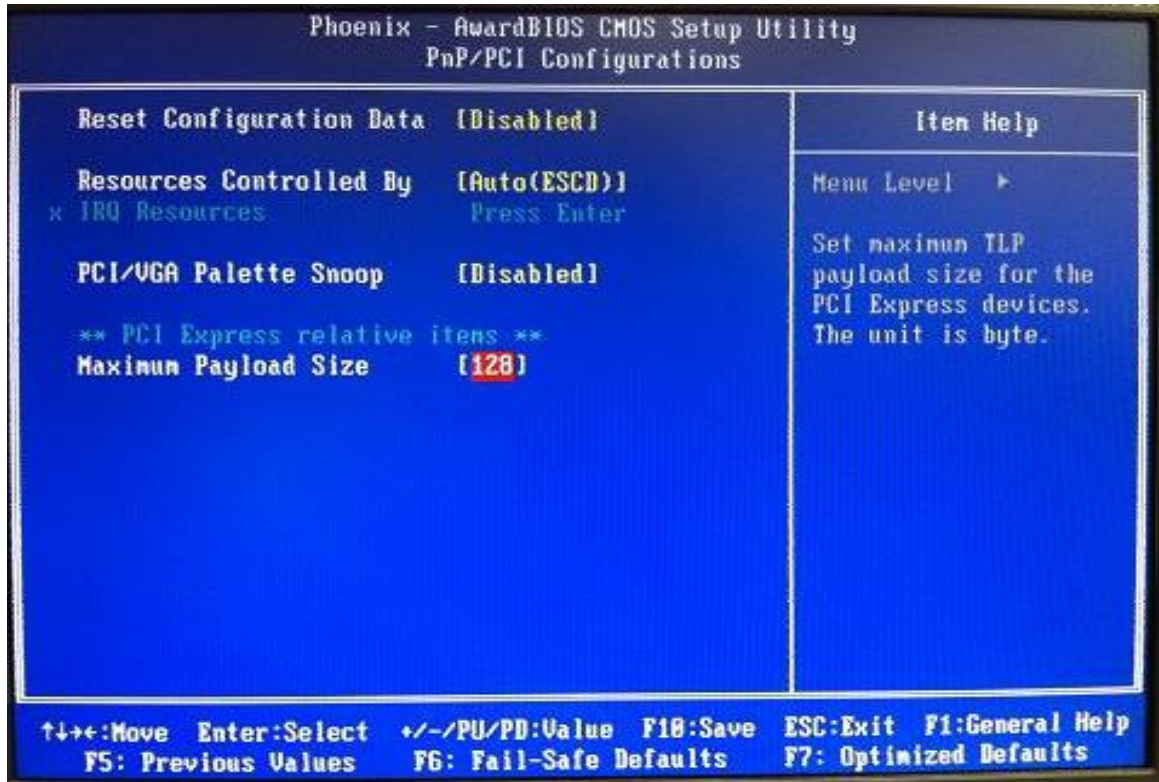 Phoenix - AwardBIOS CMOS Setup Utility
PnP/PCI Configurations
Reset Configuration Data [Disabled]
Resources Controlled By [Auto(ESCD)]
x IRQ Resources Press Enter
PCI/VGA Palette Snoop [Disabled]
** PCI Express relative items **
Maximum Payload Size [128]
Item Help
Menu Level ►
Set maximum TLP
payload size for the
PCI Express devices.
The unit is byte.
↑↓→←:Move Enter:Select +/-/PU/PD:Value F10:Save ESC:Exit F1:General Help
F5: Previous Values F6: Fail-Safe Defaults F7: Optimized Defaults